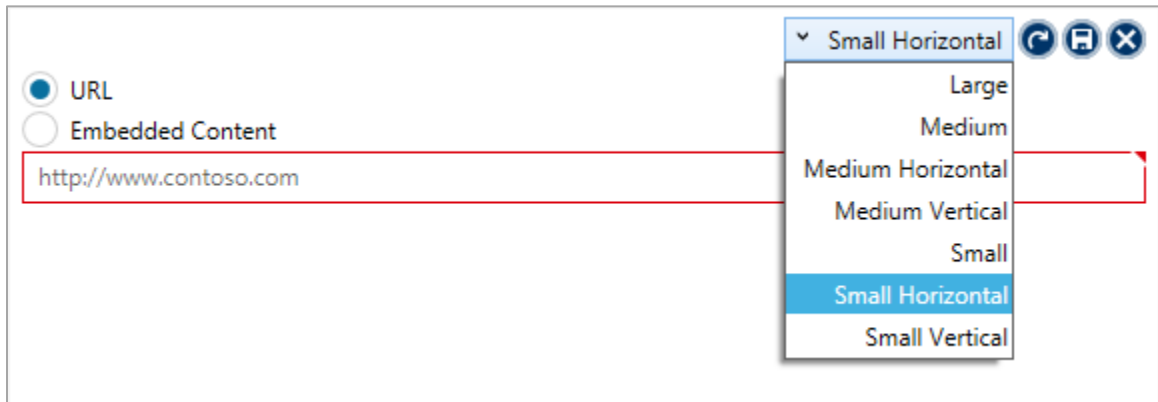 Small Horizontal
URL
Embedded Content
http://www.contoso.com
Large
Medium
Medium Horizontal
Medium Vertical
Small
Small Horizontal
Small Vertical